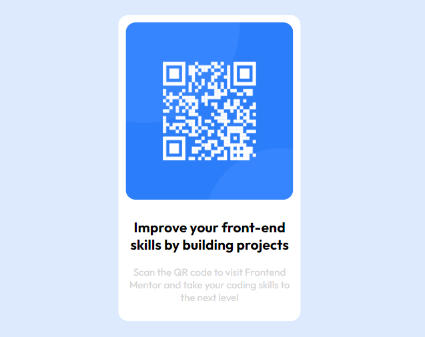 Improve your front-end
skills by building projects
Scan the QR code to visit Frontend
Mentor and take your coding skills to
the next level